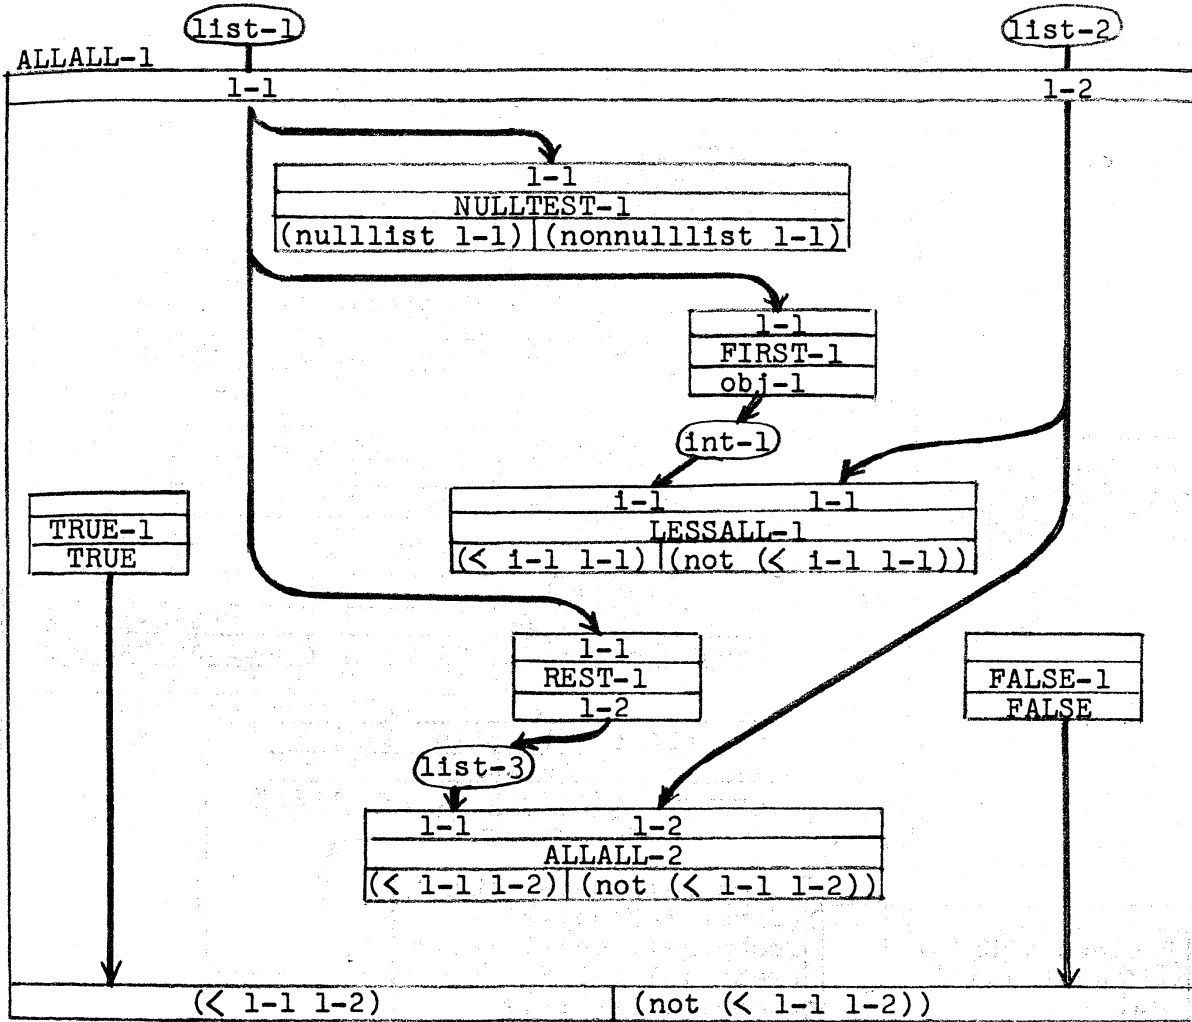 list-1 list-2
ALLALL-1
l-1 l-2
l-1
NULLTEST-1
(nulllist l-1) (nonnulllist l-1)
l-1
FIRST-1
obj-1
int-1
i-1 l-1
LESSALL-1
(< i-1 l-1) (not (< i-1 l-1))
TRUE-1
TRUE
l-1
REST-1
l-2
FALSE-1
FALSE
list-3
l-1 l-2
ALLALL-2
(< l-1 l-2) (not (< l-1 l-2))
(< l-1 l-2) (not (< l-1 l-2))